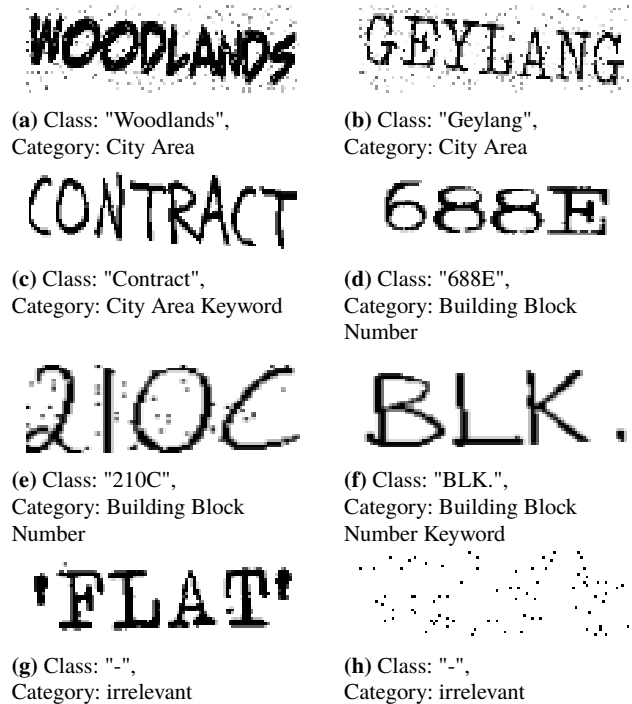 WOODLANDS
GEYLANG
(a) Class: "Woodlands",
Category: City Area
(b) Class: "Geylang",
Category: City Area
CONTRACT
688E
(c) Class: "Contract",
Category: City Area Keyword
(d) Class: "688E",
Category: Building Block
Number
210C
BLK.
(e) Class: "210C",
Category: Building Block
Number
(f) Class: "BLK.",
Category: Building Block
Number Keyword
'FLAT'
(g) Class: "-",
Category: irrelevant
(h) Class: "-",
Category: irrelevant